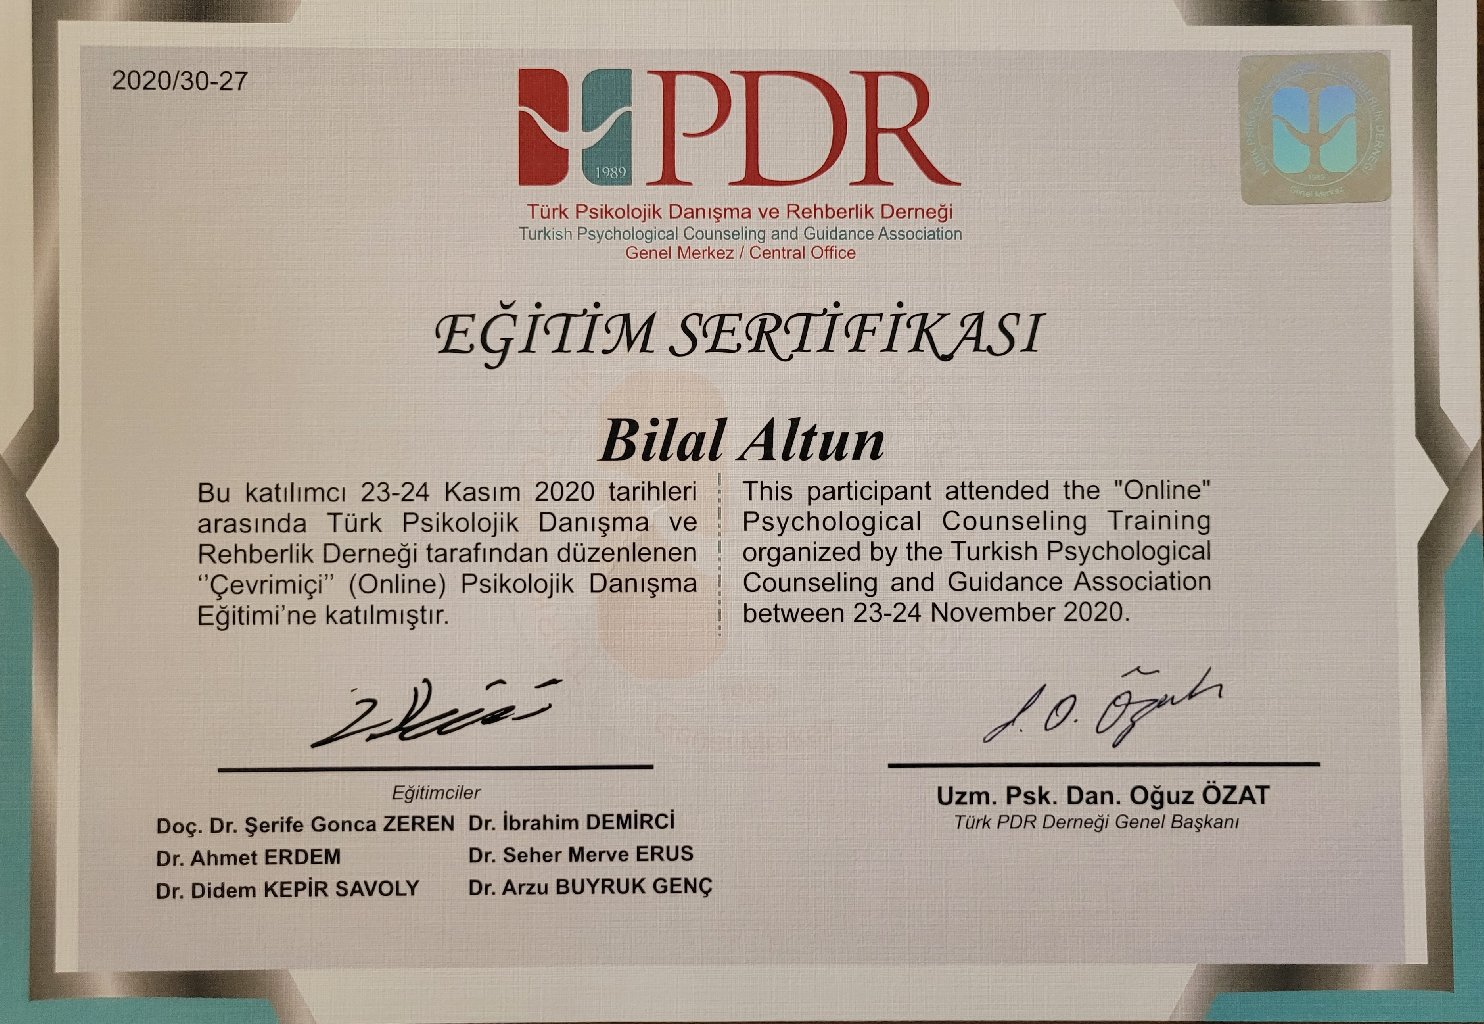 2020/30-27
1989
PDR
Türk Psikolojik Danışma ve Rehberlik Derneği
Turkish Psychological Counseling and Guidance Association
Genel Merkez / Central Office
EĞİTİM SERTİFİKASI
Bilal Altun
Bu katılımcı 23-24 Kasım 2020 tarihleri
arasında Türk Psikolojik Danışma ve
Rehberlik Derneği tarafından düzenlenen
‘’Çevrimiçi’’ (Online) Psikolojik Danışma
Eğitimi’ne katılmıştır.
This participant attended the "Online"
Psychological Counseling Training
organized by the Turkish Psychological
Counseling and Guidance Association
between 23-24 November 2020.
Eğitimciler
Doç. Dr. Şerife Gonca ZEREN Dr. İbrahim DEMİRCİ
Dr. Ahmet ERDEM Dr. Seher Merve ERUS
Dr. Didem KEPİR SAVOLY Dr. Arzu BUYRUK GENÇ
Uzm. Psk. Dan. Oğuz ÖZAT
Türk PDR Derneği Genel Başkanı